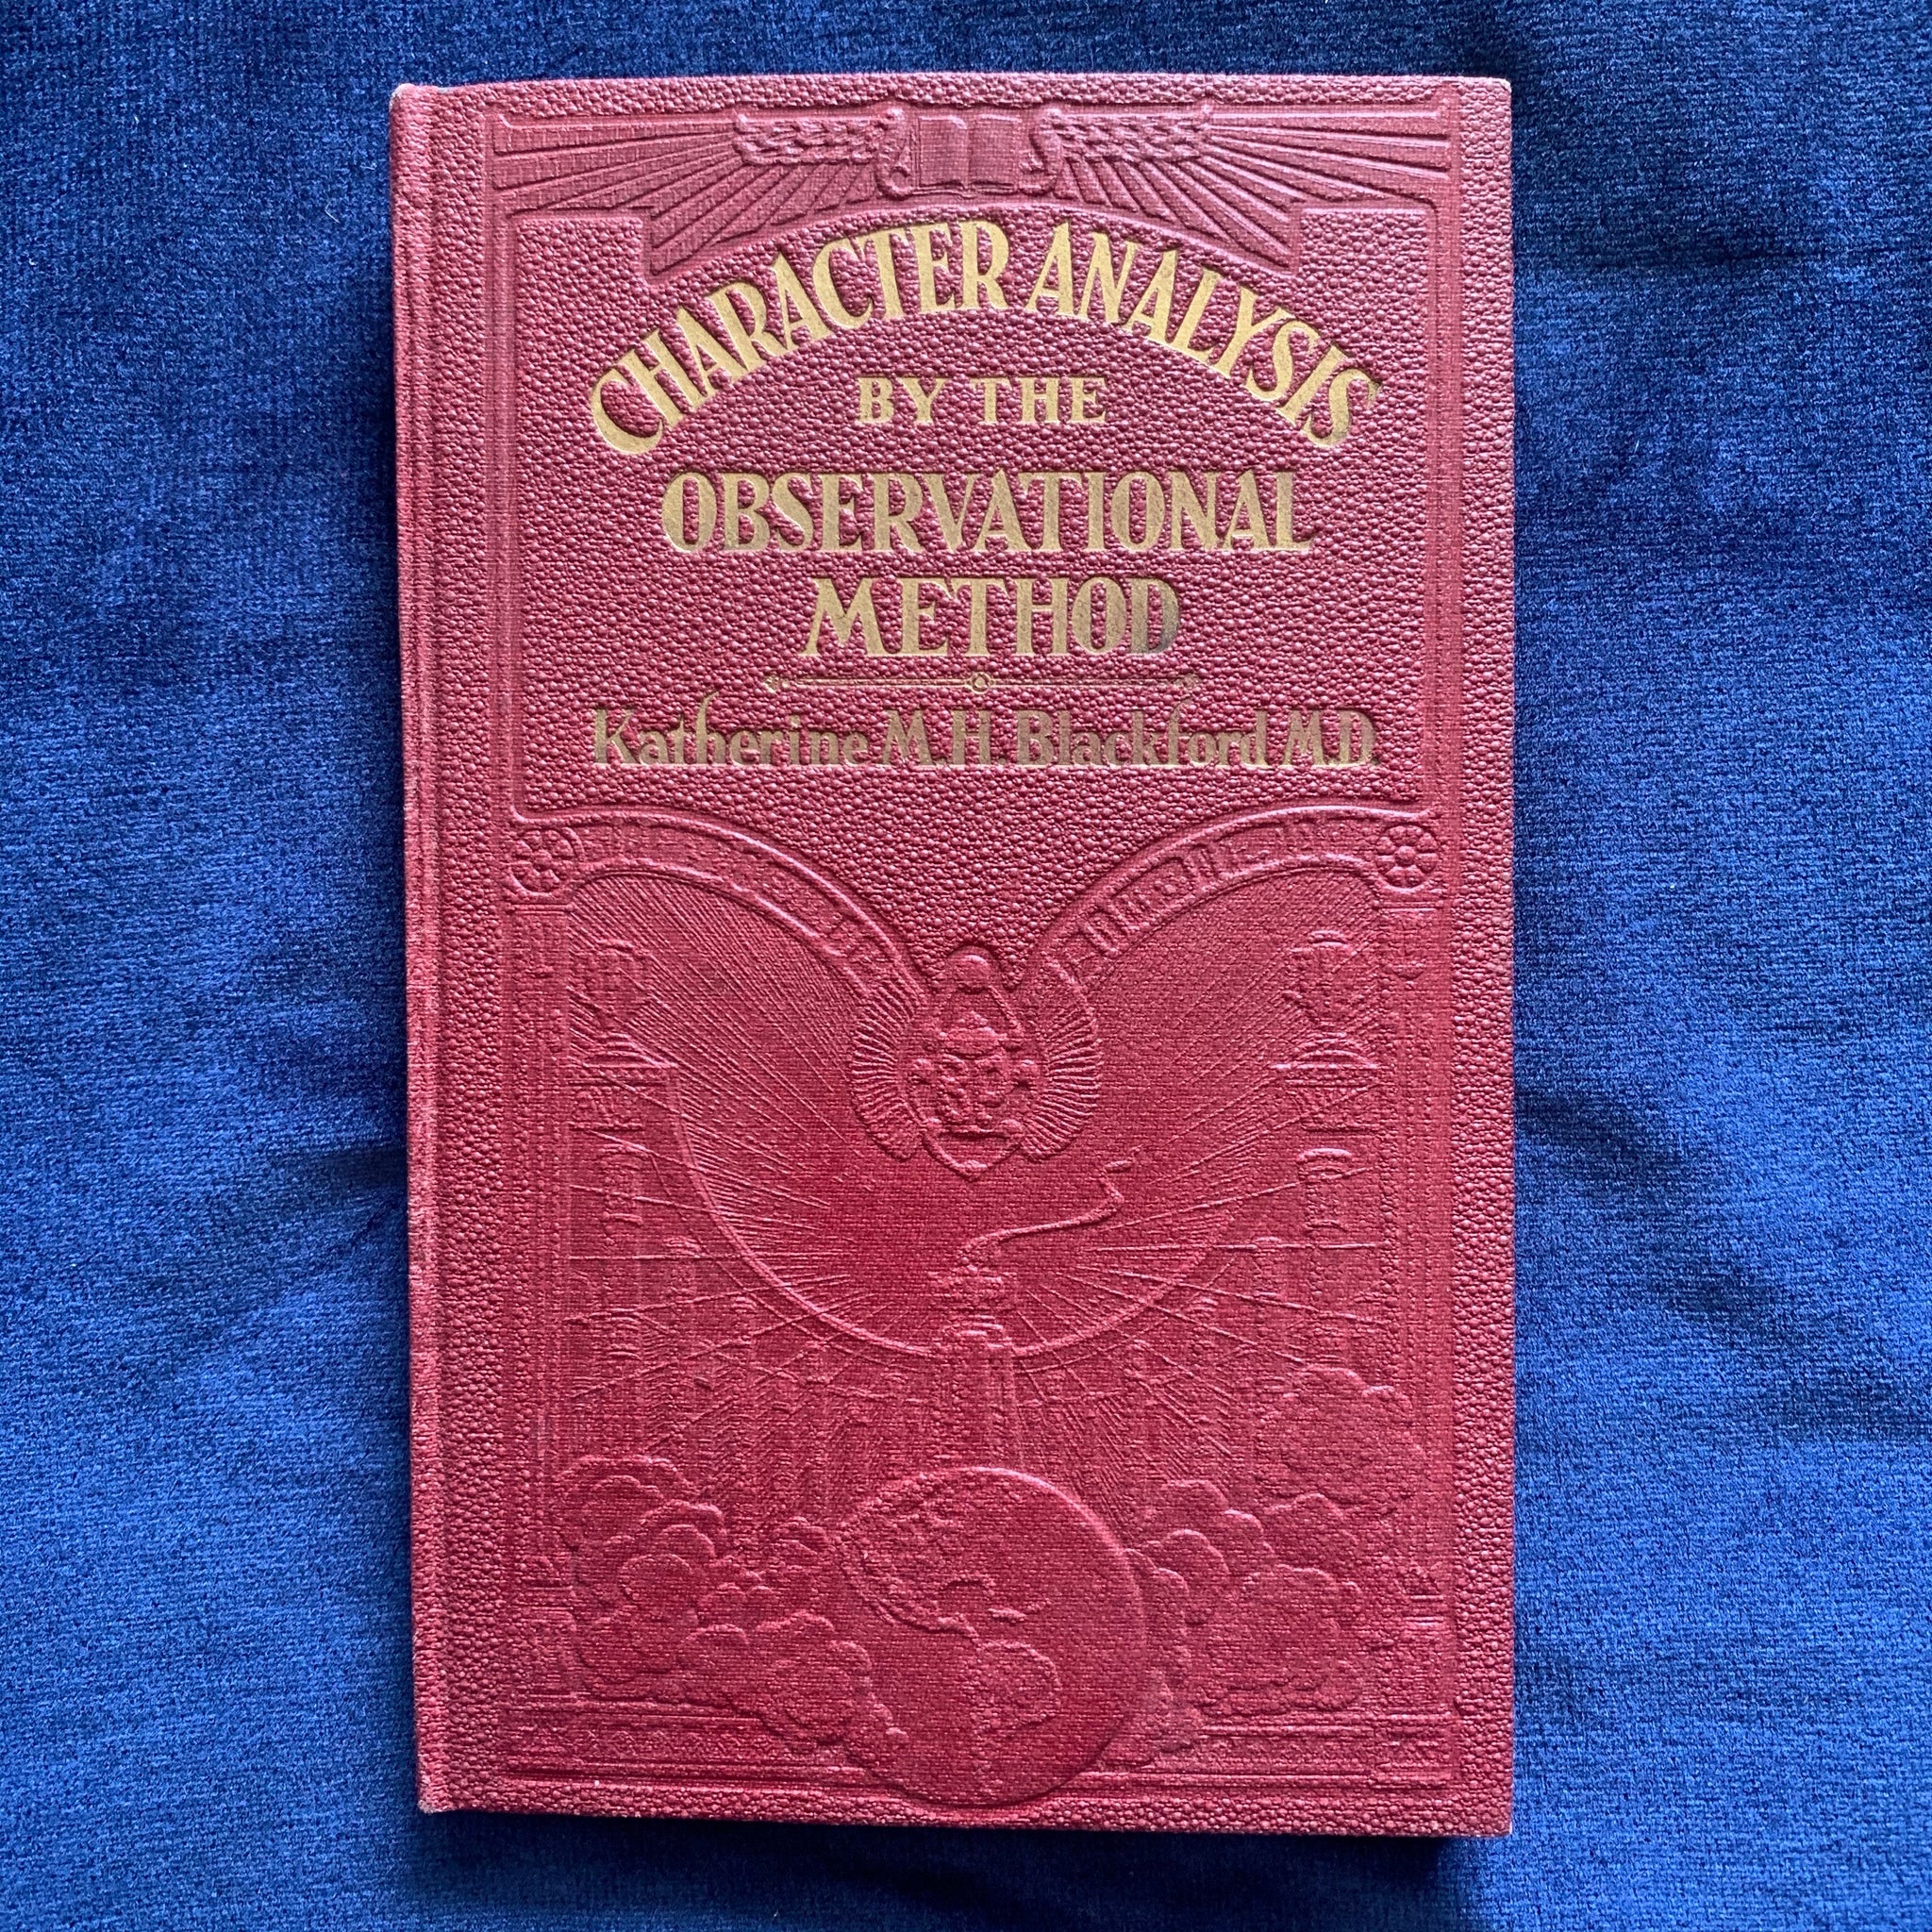 CHARACTER ANALYSIS
BY THE
OBSERVATIONAL
METHOD
Katherine M. H. Blackford M.D.